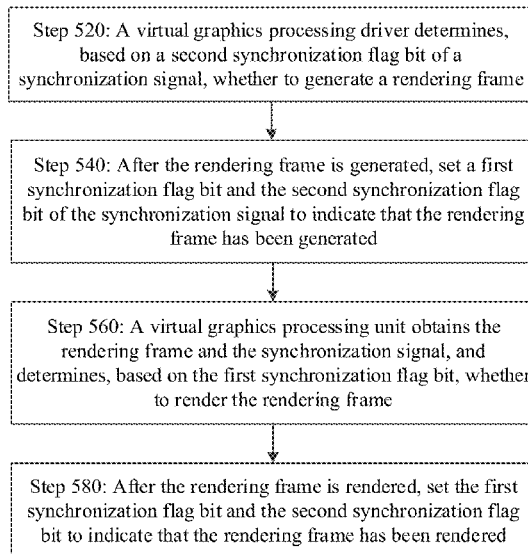 Step 520: A virtual graphics processing driver determines,
based on a second synchronization flag bit of a
synchronization signal, whether to generate a rendering frame
Step 540: After the rendering frame is generated, set a first
synchronization flag bit and the second synchronization flag
bit of the synchronization signal to indicate that the rendering
frame has been generated
Step 560: A virtual graphics processing unit obtains the
rendering frame and the synchronization signal, and
determines, based on the first synchronization flag bit, whether
to render the rendering frame
Step 580: After the rendering frame is rendered, set the first
synchronization flag bit and the second synchronization flag
bit to indicate that the rendering frame has been rendered